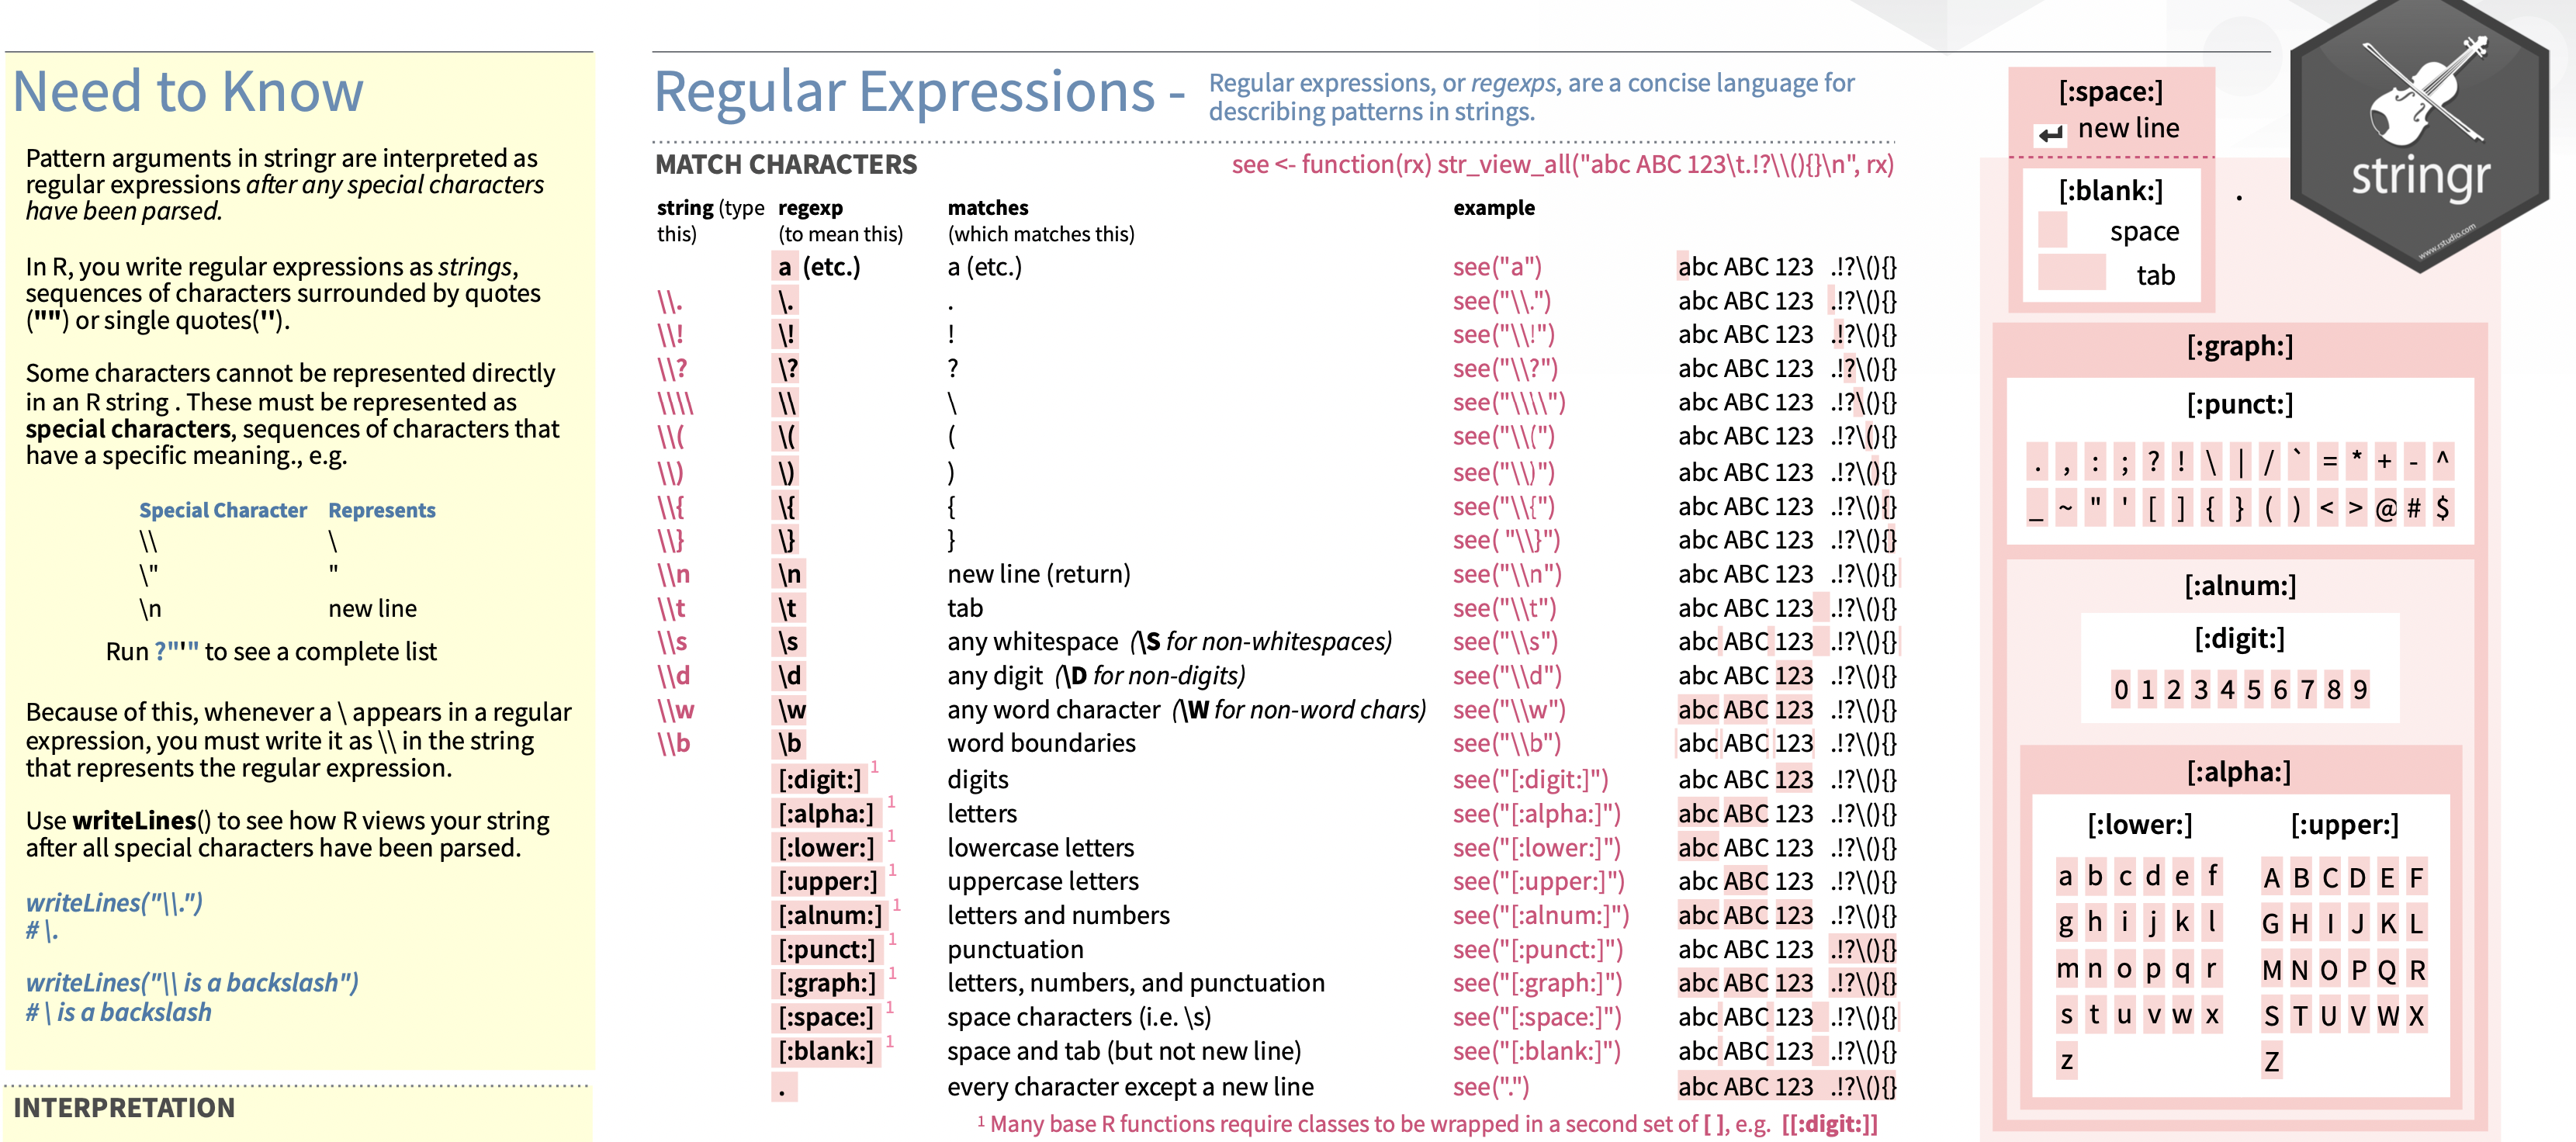 Need to Know
Pattern arguments in stringr are interpreted as
regular expressions after any special characters
have been parsed.
In R, you write regular expressions as strings,
sequences of characters surrounded by quotes
("") or single quotes('').
Some characters cannot be represented directly
in an R string . These must be represented as
special characters, sequences of characters that
have a specific meaning., e.g.
Special Character Represents
\\ \
\" "
\n new line
Run ?"'" to see a complete list
Because of this, whenever a \ appears in a regular
expression, you must write it as \\ in the string
that represents the regular expression.
Use writeLines() to see how R views your string
after all special characters have been parsed.
writeLines("\\.")
# \.
writeLines("\\ is a backslash")
# \ is a backslash
INTERPRETATION
Regular Expressions - Regular expressions, or regexps, are a concise language for
describing patterns in strings.
MATCH CHARACTERS see <- function(rx) str_view_all("abc ABC 123\t.!?\\(){}\n", rx)
string (type regexp matches example
this) (to mean this) (which matches this)
a (etc.) a (etc.) see("a") abc ABC 123 .!?\(){}
\\. \. . see("\\.") abc ABC 123 .!?\(){}
\\! \! ! see("\\!") abc ABC 123 .!?\(){}
\\? \? ? see("\\?") abc ABC 123 .!?\(){}
\\\\ \\ \ see("\\\\") abc ABC 123 .!?\(){}
\\( \( ( see("\\(") abc ABC 123 .!?\(){}
\\) \) ) see("\\)") abc ABC 123 .!?\(){}
\\{ \{ { see("\\{") abc ABC 123 .!?\(){}
\\} \} } see( "\\}") abc ABC 123 .!?\(){}
\\n \n new line (return) see("\\n") abc ABC 123 .!?\(){}
\\t \t tab see("\\t") abc ABC 123 .!?\(){}
\\s \s any whitespace (\S for non-whitespaces) see("\\s") abc ABC 123 .!?\(){}
\\d \d any digit (\D for non-digits) see("\\d") abc ABC 123 .!?\(){}
\\w \w any word character (\W for non-word chars) see("\\w") abc ABC 123 .!?\(){}
\\b \b word boundaries see("\\b") abc ABC 123 .!?\(){}
[:digit:] 1 digits see("[:digit:]") abc ABC 123 .!?\(){}
[:alpha:] 1 letters see("[:alpha:]") abc ABC 123 .!?\(){}
[:lower:] 1 lowercase letters see("[:lower:]") abc ABC 123 .!?\(){}
[:upper:] 1 uppercase letters see("[:upper:]") abc ABC 123 .!?\(){}
[:alnum:] 1 letters and numbers see("[:alnum:]") abc ABC 123 .!?\(){}
[:punct:] 1 punctuation see("[:punct:]") abc ABC 123 .!?\(){}
[:graph:] 1 letters, numbers, and punctuation see("[:graph:]") abc ABC 123 .!?\(){}
[:space:] 1 space characters (i.e. \s) see("[:space:]") abc ABC 123 .!?\(){}
[:blank:] 1 space and tab (but not new line) see("[:blank:]") abc ABC 123 .!?\(){}
. every character except a new line see(".") abc ABC 123 .!?\(){}
1 Many base R functions require classes to be wrapped in a second set of [ ], e.g. [[:digit:]]
[:space:]
new line
[:blank:]
space
tab
.
stringr
www.rstudio.com
[:graph:]
[:punct:]
. , : ; ? ! \ | / ` = * + - ^
_ ~ " ' [ ] { } ( ) < > @ # $
[:alnum:]
[:digit:]
0 1 2 3 4 5 6 7 8 9
[:alpha:]
[:lower:] [:upper:]
a b c d e f A B C D E F
g h i j k l G H I J K L
m n o p q r M N O P Q R
s t u v w x S T U V W X
z Z